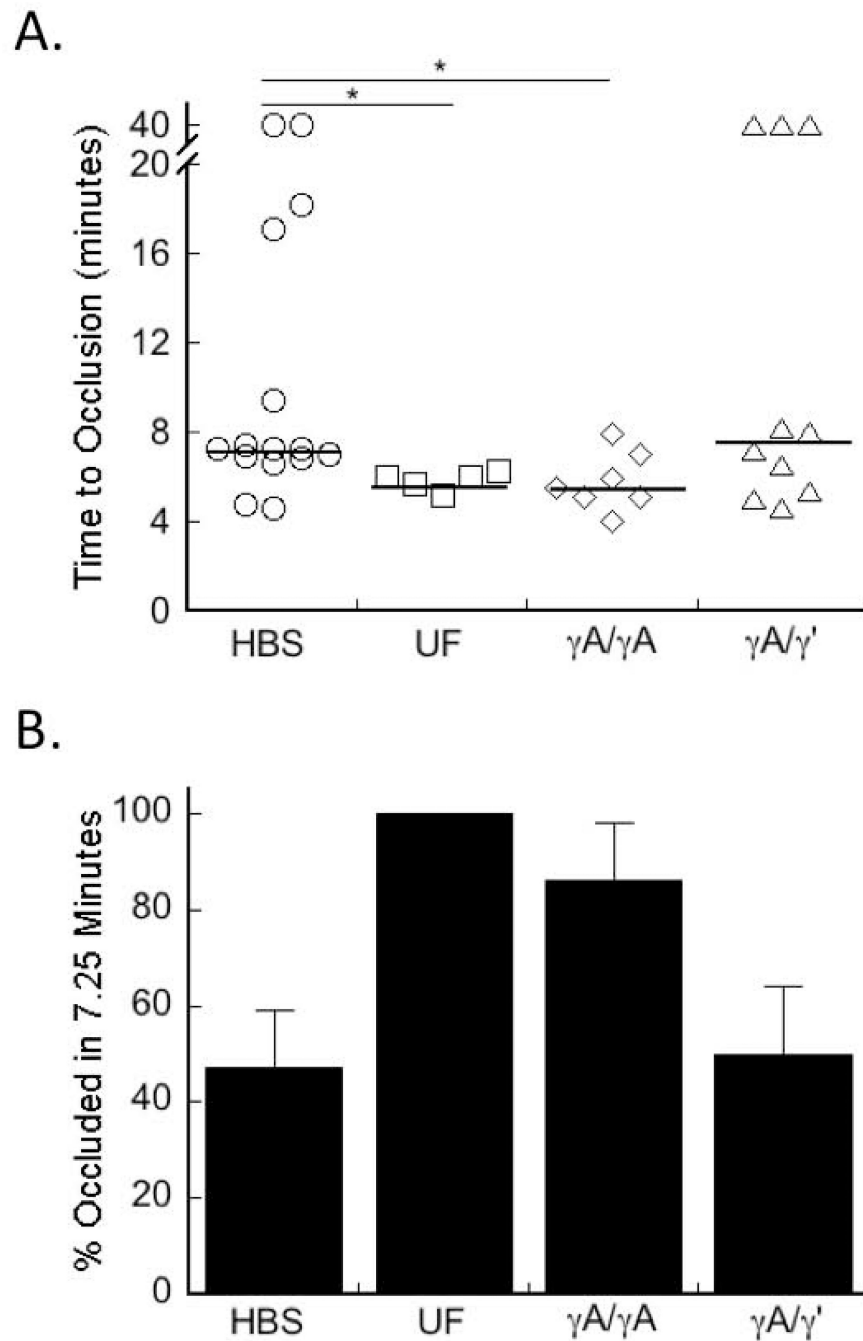 A.
*
*
Time to Occlusion (minutes)
40
20
16
12
8
4
0
HBS UF γA/γA γA/γ'
B.
% Occluded in 7.25 Minutes
100
80
60
40
20
0
HBS UF γA/γA γA/γ'